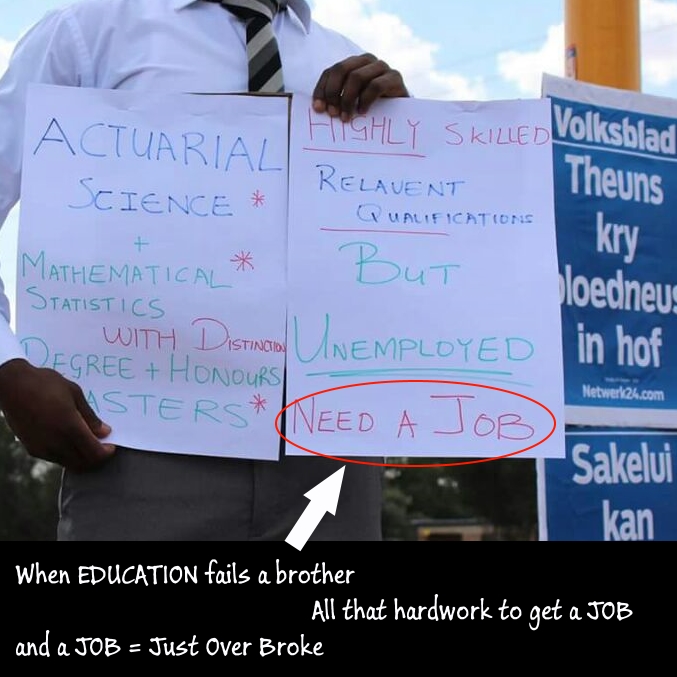 ACTUARIAL
SCIENCE *
+
MATHEMATICAL *
STATISTICS
WITH DISTINCTION
DEGREE + HONOURS
ASTERS *
HIGHLY SKILLED
RELAVENT
QUALIFICATIONS
BUT
UNEMPLOYED
NEED A JOB
Volksblad
Theuns
kry
bloedneus
in hof
Netwerk24.com
Sakelui
kan
When EDUCATION fails a brother
All that hardwork to get a JOB
and a JOB = Just Over Broke